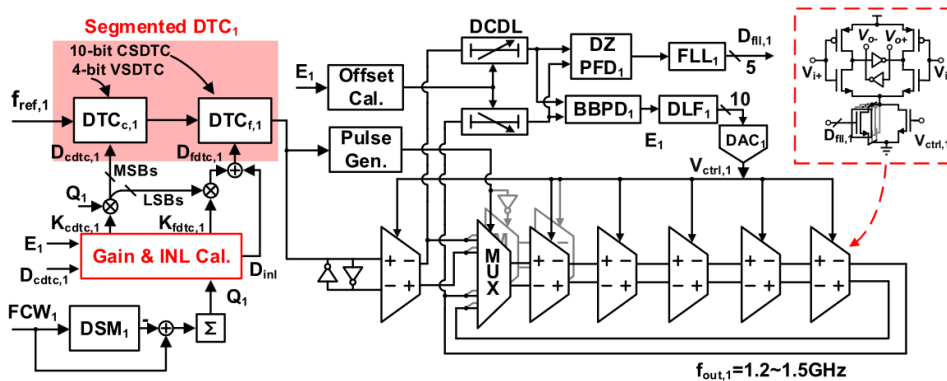 Segmented DTC1
10-bit CSDTC
4-bit VSDTC
fref,1
DTCc,1
DTCf,1
Dcdtc,1
Dfdtc,1
MSBs
LSBs
Q1
Kcdtc,1
Kfdtc,1
E1
Gain & INL Cal.
Dcdtc,1
Dinl
Q1
FCW1
DSM1
-
+
Σ
E1
Offset
Cal.
Pulse
Gen.
DCDL
DZ
PFD1
FLL1
Dfll,1
5
BBPD1
DLF1
10
E1
DAC1
Vctrl,1
Vo-
Vo+
Vi+
Vi
Dfll,1
Vctrl,1
MUX
+ −
− +
+ −
− +
+ −
− +
+ −
− +
+ −
− +
+ −
− +
fout,1=1.2~1.5GHz